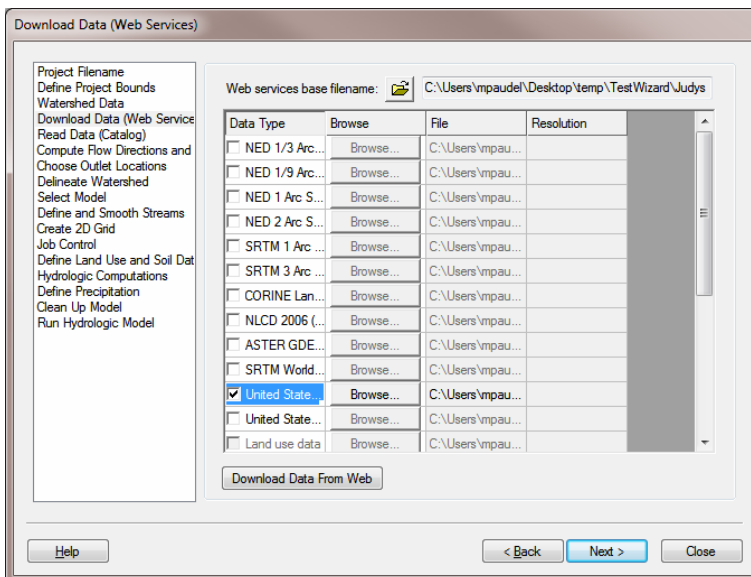 Download Data (Web Services)
Project Filename
Define Project Bounds
Watershed Data
Download Data (Web Service
Read Data (Catalog)
Compute Flow Directions and
Choose Outlet Locations
Delineate Watershed
Select Model
Define and Smooth Streams
Create 2D Grid
Job Control
Define Land Use and Soil Dat
Hydrologic Computations
Define Precipitation
Clean Up Model
Run Hydrologic Model
Web services base filename: C:\Users\mpaudel\Desktop\temp\TestWizard\Judys
Data Type Browse File Resolution
NED 1/3 Arc... Browse... C:\Users\mpau...
NED 1/9 Arc... Browse... C:\Users\mpau...
NED 1 Arc S... Browse... C:\Users\mpau...
NED 2 Arc S... Browse... C:\Users\mpau...
SRTM 1 Arc ... Browse... C:\Users\mpau...
SRTM 3 Arc ... Browse... C:\Users\mpau...
CORINE Lan... Browse... C:\Users\mpau...
NLCD 2006 (... Browse... C:\Users\mpau...
ASTER GDE... Browse... C:\Users\mpau...
SRTM World... Browse... C:\Users\mpau...
United State... Browse... C:\Users\mpau...
United State... Browse... C:\Users\mpau...
Land use data Browse... C:\Users\mpau...
Download Data From Web
Help < Back Next > Close